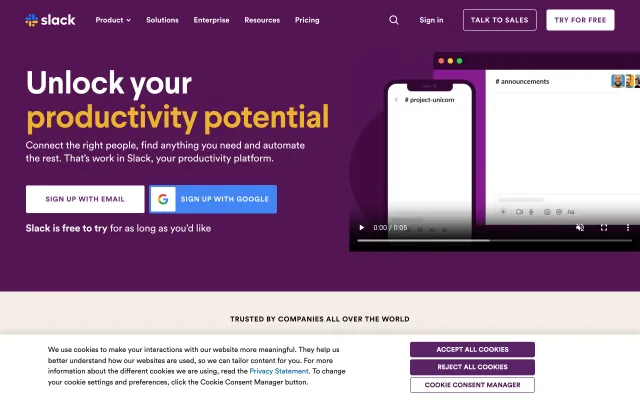 slack
Product Solutions Enterprise Resources Pricing Sign in TALK TO SALES TRY FOR FREE
Unlock your
productivity potential
Connect the right people, find anything you need and automate
the rest. That's work in Slack, your productivity platform.
SIGN UP WITH EMAIL
SIGN UP WITH GOOGLE
Slack is free to try for as long as you'd like
# project-unicorn
# announcements
Aa
Aa
0:00 / 0:05
TRUSTED BY COMPANIES ALL OVER THE WORLD
We use cookies to make your interactions with our website more meaningful. They help us
better understand how our websites are used, so we can tailor content for you. For more
information about the different cookies we are using, read the Privacy Statement. To change
your cookie settings and preferences, click the Cookie Consent Manager button.
ACCEPT ALL COOKIES
REJECT ALL COOKIES
COOKIE CONSENT MANAGER